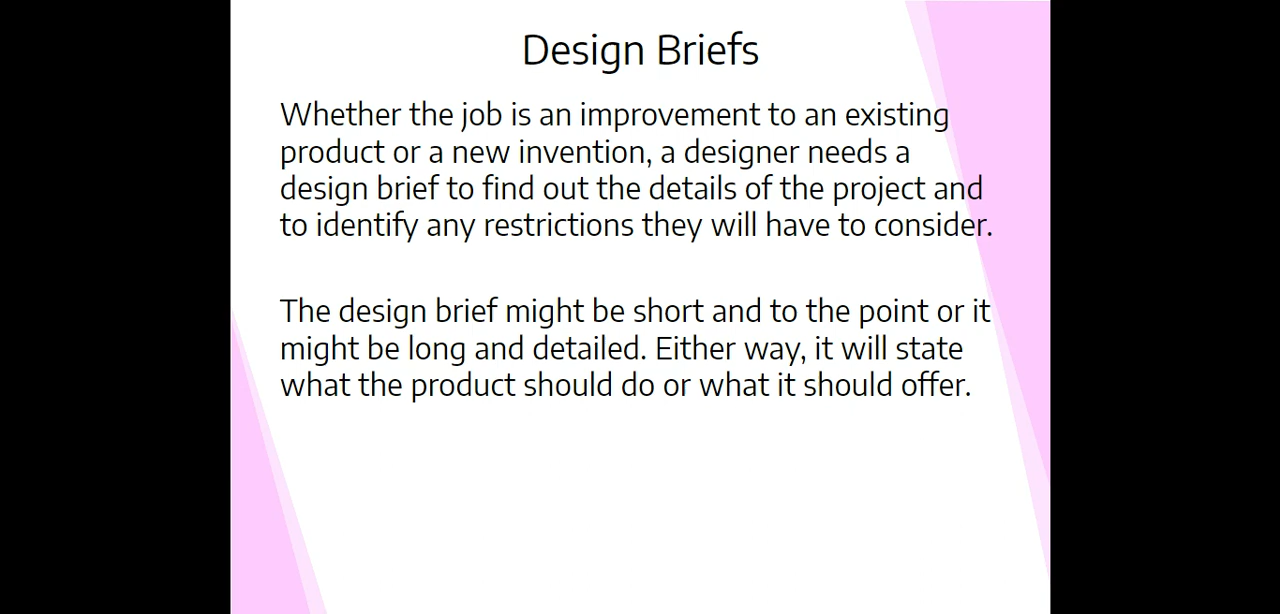 Design Briefs
Whether the job is an improvement to an existing
product or a new invention, a designer needs a
design brief to find out the details of the project and
to identify any restrictions they will have to consider.
The design brief might be short and to the point or it
might be long and detailed. Either way, it will state
what the product should do or what it should offer.